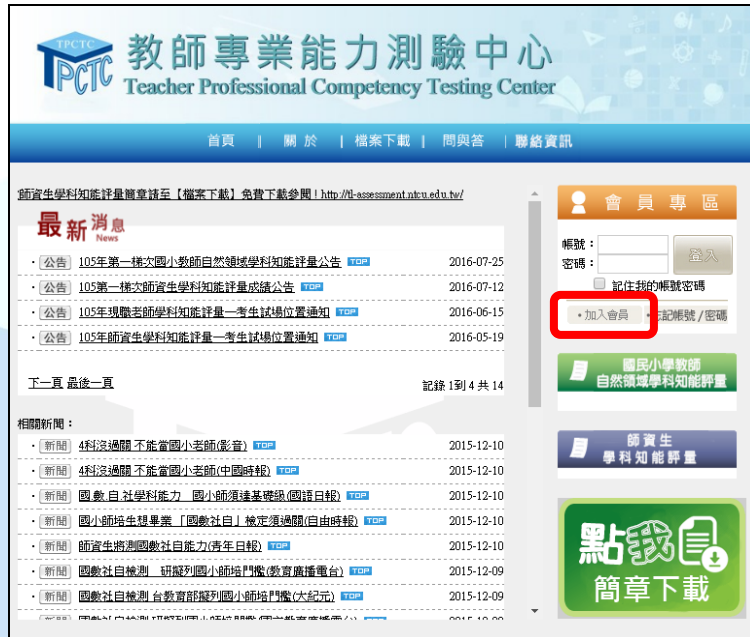 TPCTC
PCTC
教師專業能力測驗中心
Teacher Professional Competency Testing Center
首頁 | 關於 | 檔案下載 | 問與答 | 聯絡資訊
師資生學科知能評量簡章請至【檔案下載】免費下載參閱！http://tl-assessment.ntcu.edu.tw/
最新消息
News
・公告 105年第一梯次國小教師自然領域學科知能評量公告 TOP 2016-07-25
・公告 105第一梯次師資生學科知能評量成績公告 TOP 2016-07-12
・公告 105年現職老師學科知能評量一考生試場位置通知 TOP 2016-06-15
・公告 105年師資生學科知能評量一考生試場位置通知 TOP 2016-05-19
下一頁 最後一頁 記錄 1到 4 共 14
相關新聞：
・新聞 4科沒過關 不能當國小老師(影音) TOP 2015-12-10
・新聞 4科沒過關 不能當國小老師(中國時報) TOP 2015-12-10
・新聞 國.數.自.社學科能力　國小師須達基礎級(國語日報) TOP 2015-12-10
・新聞 國小師培生想畢業 「國數社自」檢定須過關(自由時報) TOP 2015-12-10
・新聞 師資生將測國數社自能力(青年日報) TOP 2015-12-10
・新聞 國數社自檢測　研擬列國小師培門檻(教育廣播電台) TOP 2015-12-09
・新聞 國數社自檢測 台教育部擬列國小師培門檻(大紀元) TOP 2015-12-09
會員專區
帳號：
密碼：
登入
記住我的帳號密碼
・加入會員 ・忘記帳號/密碼
國民小學教師
自然領域學科知能評量
師資生
學科知能評量
點我
簡章下載